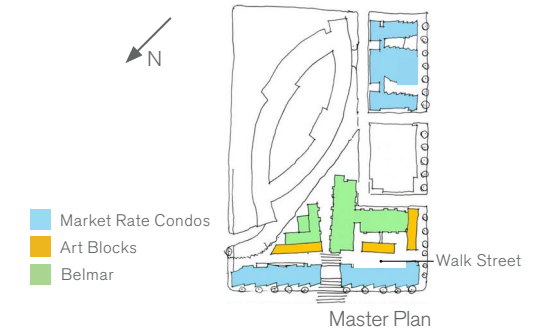 N
Market Rate Condos
Art Blocks
Belmar
Walk Street
Master Plan